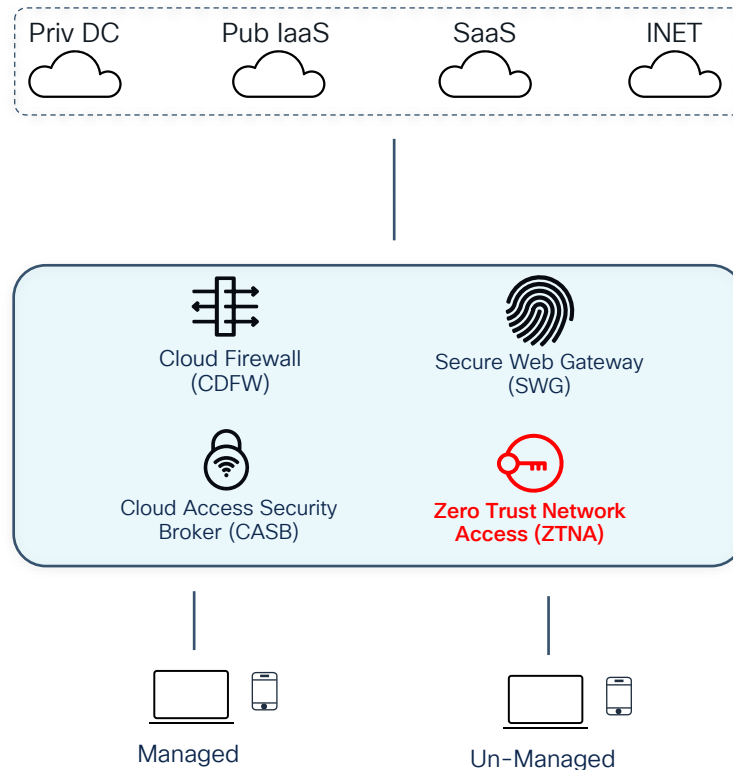 Priv DC
Pub IaaS
SaaS
INET
Cloud Firewall
(CDFW)
Secure Web Gateway
(SWG)
Cloud Access Security
Broker (CASB)
Zero Trust Network
Access (ZTNA)
Managed
Un-Managed